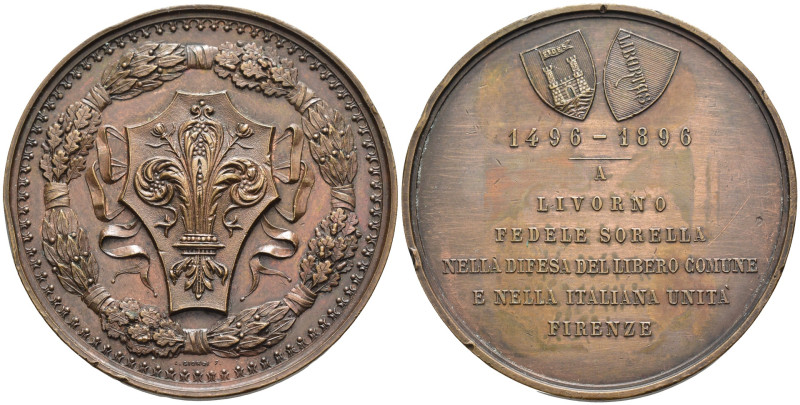 1496 - 1896
A
LIVORNO
FEDELE SORELLA
NELLA DIFESA DEL LIBERO COMUNE
E NELLA ITALIANA UNITÀ
FIRENZE